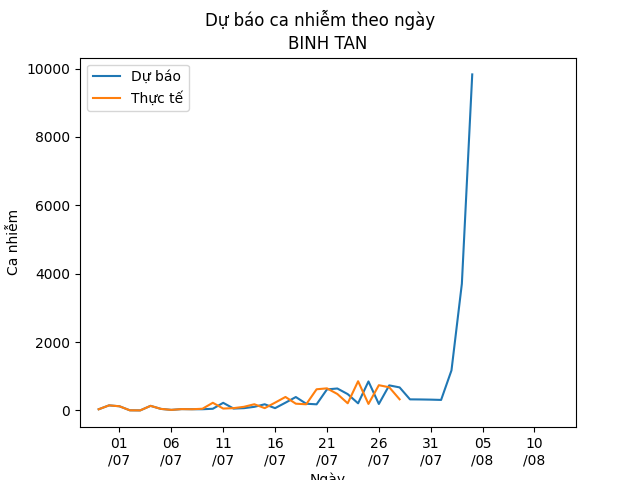 Dự báo ca nhiễm theo ngày
BINH TAN
Dự báo
Thực tế
Ca nhiễm
10000
8000
6000
4000
2000
0
01 06 11 16 21 26 31 05 10
/07 /07 /07 /07 /07 /07 /07 /08 /08
Ngày